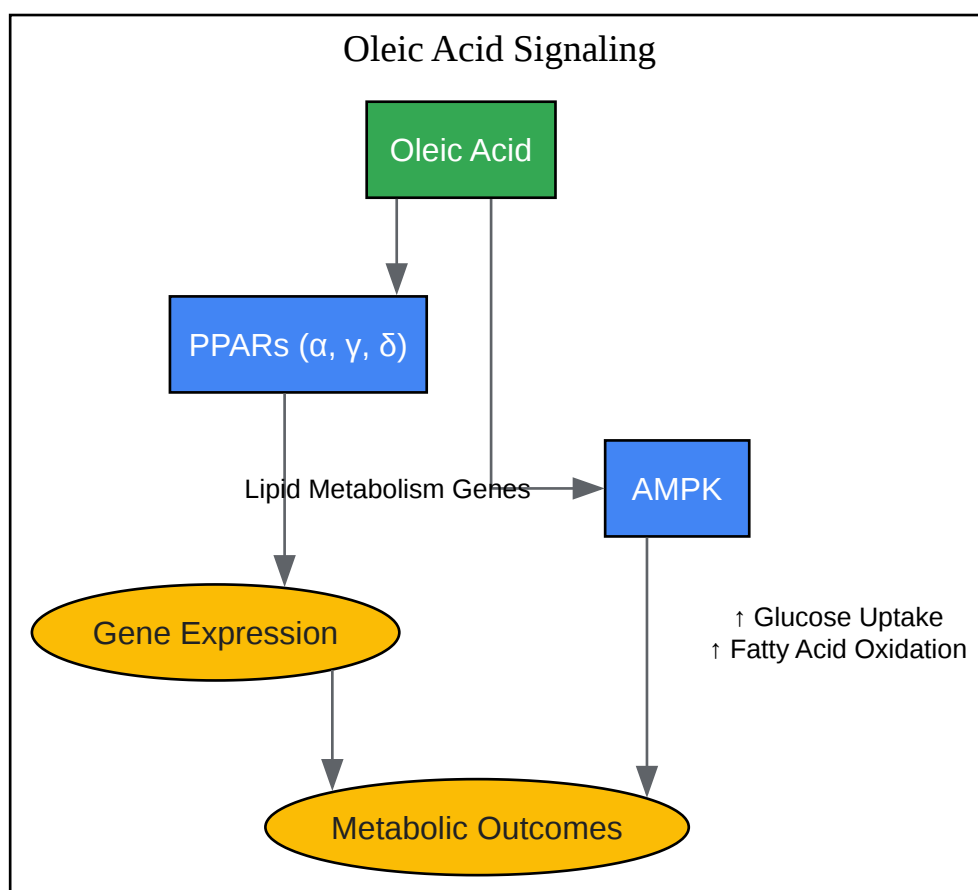 Oleic Acid Signaling
Oleic Acid
PPARs (α, γ, δ)
Lipid Metabolism Genes
AMPK
Gene Expression
↑ Glucose Uptake
↑ Fatty Acid Oxidation
Metabolic Outcomes